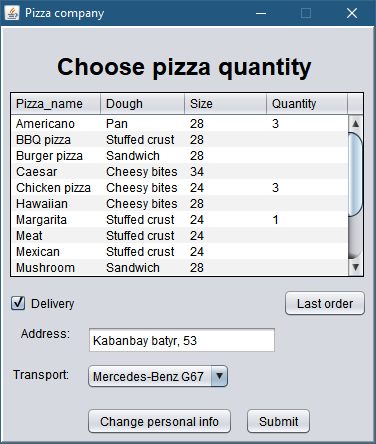 Pizza company
Choose pizza quantity
Pizza_name Dough Size Quantity
Americano Pan 28 3
BBQ pizza Stuffed crust 28
Burger pizza Sandwich 28
Caesar Cheesy bites 34
Chicken pizza Cheesy bites 24 3
Hawaiian Cheesy bites 28
Margarita Stuffed crust 24 1
Meat Stuffed crust 24
Mexican Stuffed crust 24
Mushroom Sandwich 28
Delivery Last order
Address: Kabanbay batyr, 53
Transport: Mercedes-Benz G67
Change personal info Submit